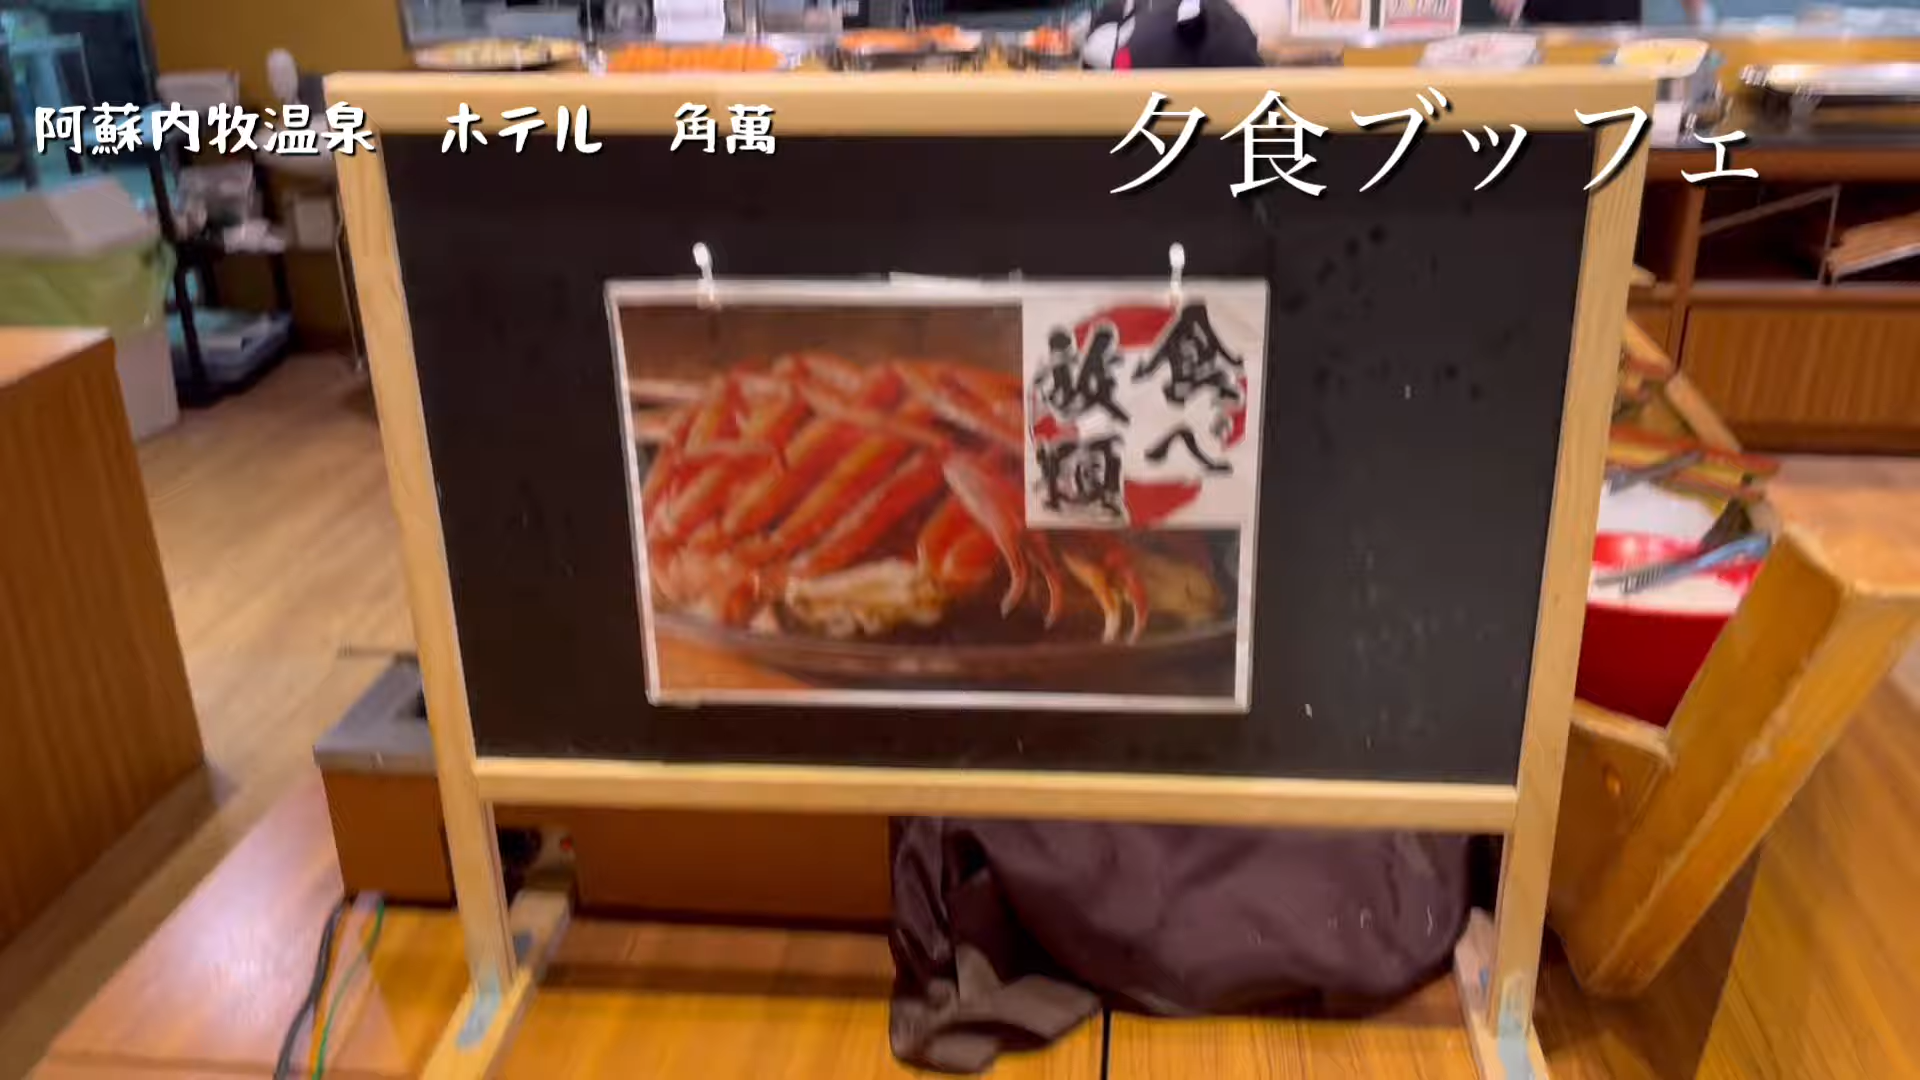 阿蘇内牧温泉　ホテル　角萬
夕食ブッフェ
食べ
放題